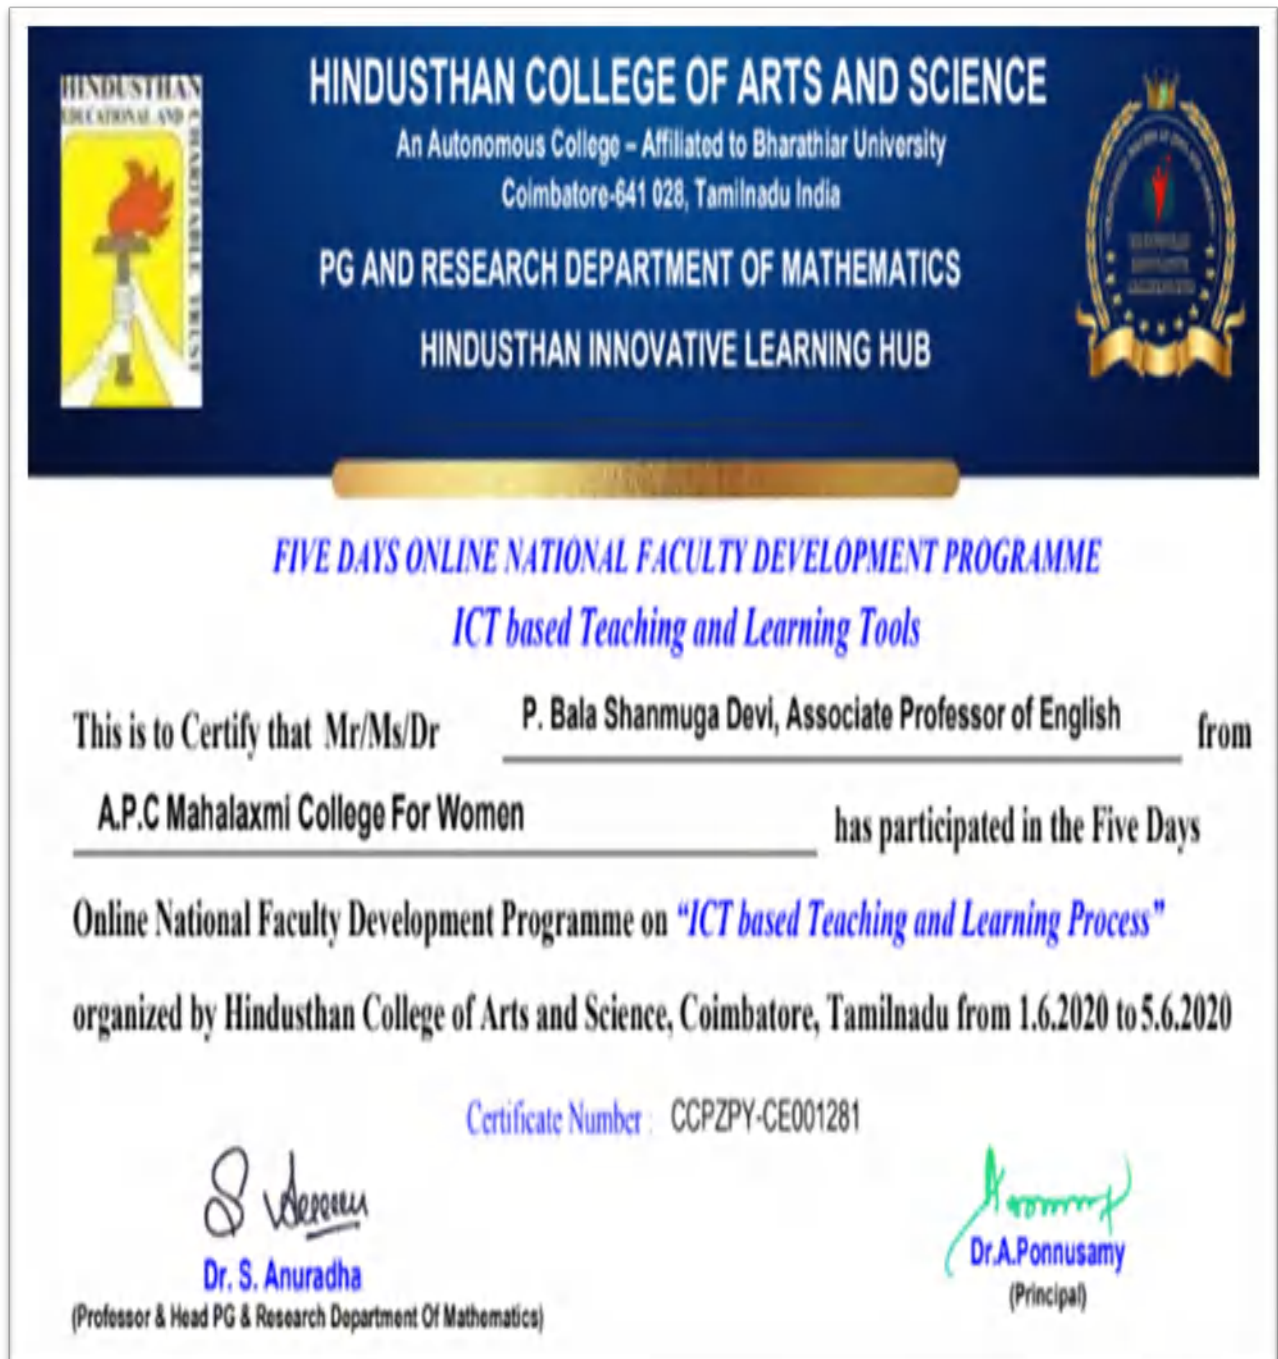 HINDUSTHAN
EDUCATIONAL AND
CHARITABLE TRUST
HINDUSTHAN COLLEGE OF ARTS AND SCIENCE
An Autonomous College – Affiliated to Bharathiar University
Coimbatore-641 028, Tamilnadu India
PG AND RESEARCH DEPARTMENT OF MATHEMATICS
HINDUSTHAN INNOVATIVE LEARNING HUB
FIVE DAYS ONLINE NATIONAL FACULTY DEVELOPMENT PROGRAMME
ICT based Teaching and Learning Tools
This is to Certify that Mr/Ms/Dr P. Bala Shanmuga Devi, Associate Professor of English from
A.P.C Mahalaxmi College For Women has participated in the Five Days
Online National Faculty Development Programme on “ICT based Teaching and Learning Process”
organized by Hindusthan College of Arts and Science, Coimbatore, Tamilnadu from 1.6.2020 to 5.6.2020
Certificate Number : CCPZPY-CE001281
Dr. S. Anuradha
(Professor & Head PG & Research Department Of Mathematics)
Dr.A.Ponnusamy
(Principal)